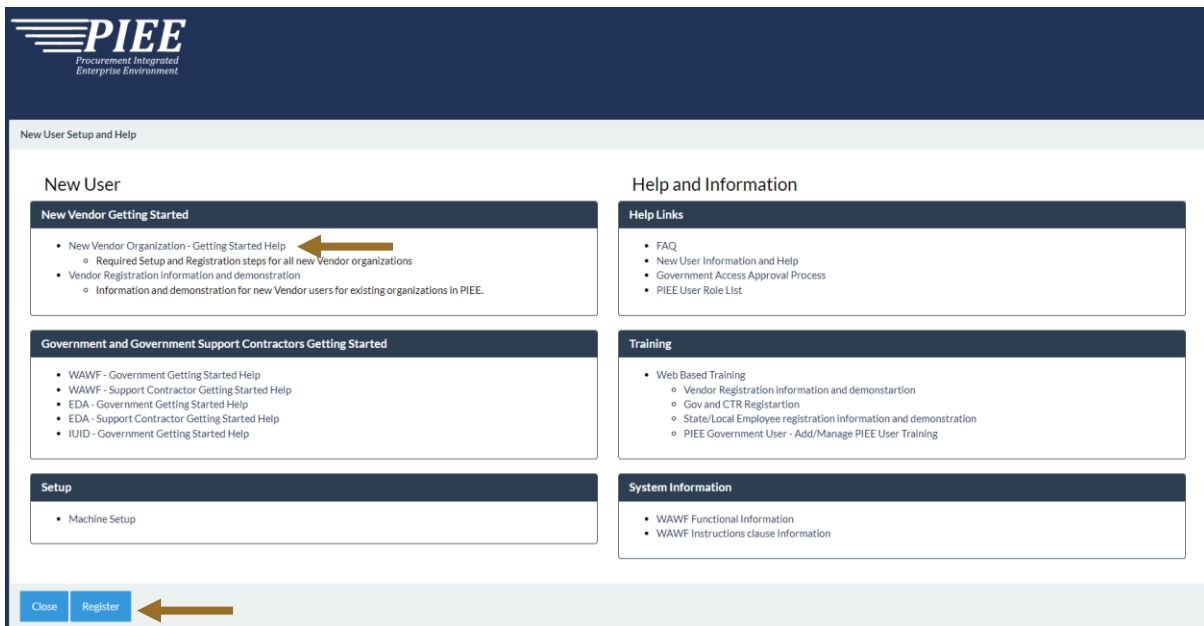 PIEE
Procurement Integrated
Enterprise Environment
New User Setup and Help
New User
New Vendor Getting Started
New Vendor Organization - Getting Started Help
Required Setup and Registration steps for all new Vendor organizations
Vendor Registration information and demonstration
Information and demonstration for new Vendor users for existing organizations in PIEE.
Government and Government Support Contractors Getting Started
WAWF - Government Getting Started Help
WAWF - Support Contractor Getting Started Help
EDA - Government Getting Started Help
EDA - Support Contractor Getting Started Help
IUID - Government Getting Started Help
Setup
Machine Setup
Help and Information
Help Links
FAQ
New User Information and Help
Government Access Approval Process
PIEE User Role LIst
Training
Web Based Training
Vendor Registration information and demonstartion
Gov and CTR Registartion
State/Local Employee registration information and demonstration
PIEE Government User - Add/Manage PIEE User Training
System Information
WAWF Functional Information
WAWF Instructions clause Information
Close
Register